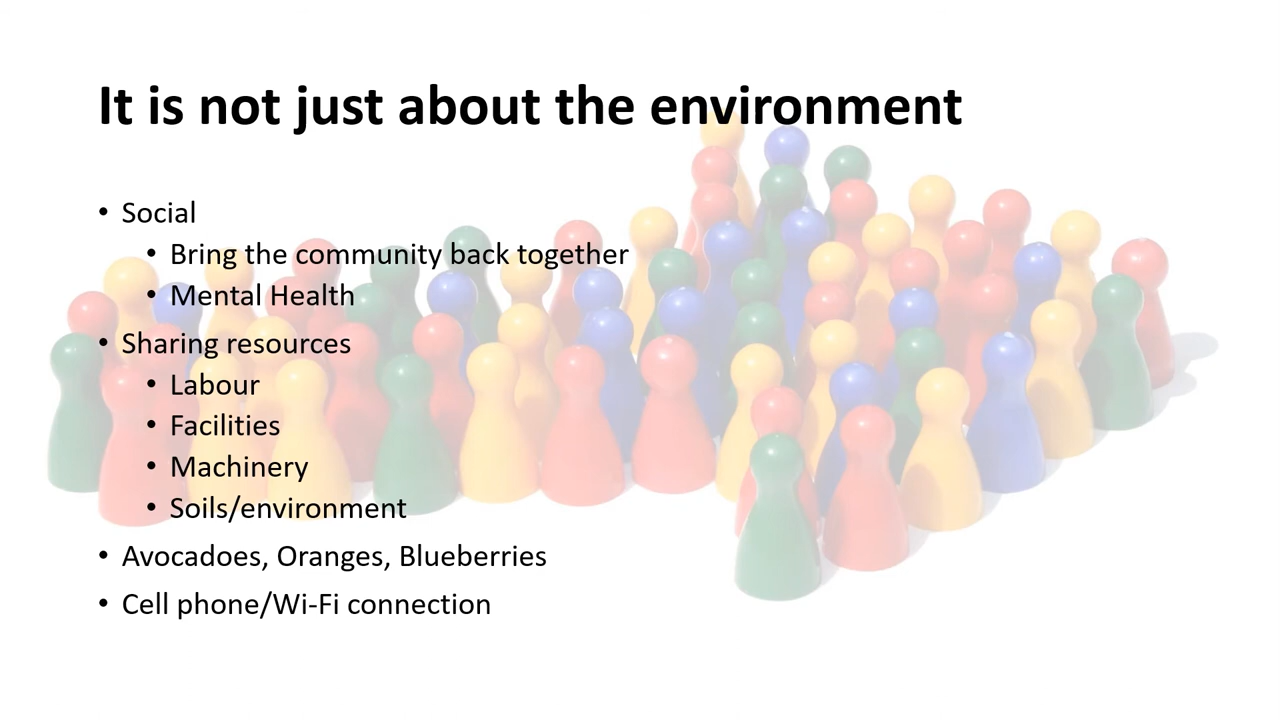 It is not just about the environment
• Social
• Bring the community back together
• Mental Health
• Sharing resources
• Labour
• Facilities
• Machinery
• Soils/environment
• Avocadoes, Oranges, Blueberries
• Cell phone/Wi-Fi connection